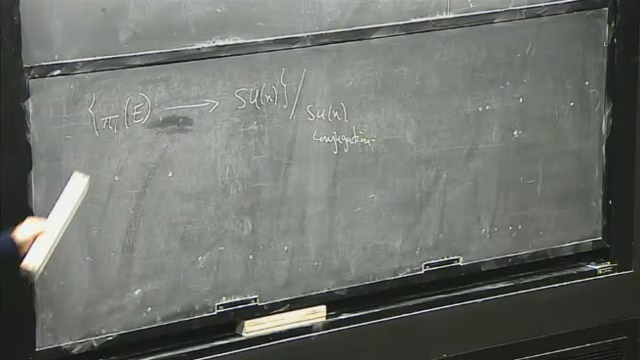 {π₁(E) ⟶ SU(n)} / SU(n)
conjugation.